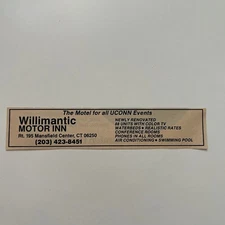 The Motel for all UCONN Events
Willimantic
MOTOR INN
Rt. 195 Mansfield Center, CT 06250
(203) 423-8451
NEWLY RENOVATED
48 UNITS WITH COLOR TV
WATERBEDS • REALISTIC RATES
CONFERENCE ROOMS
PHONES IN ALL ROOMS
AIR CONDITIONING • SWIMMING POOL